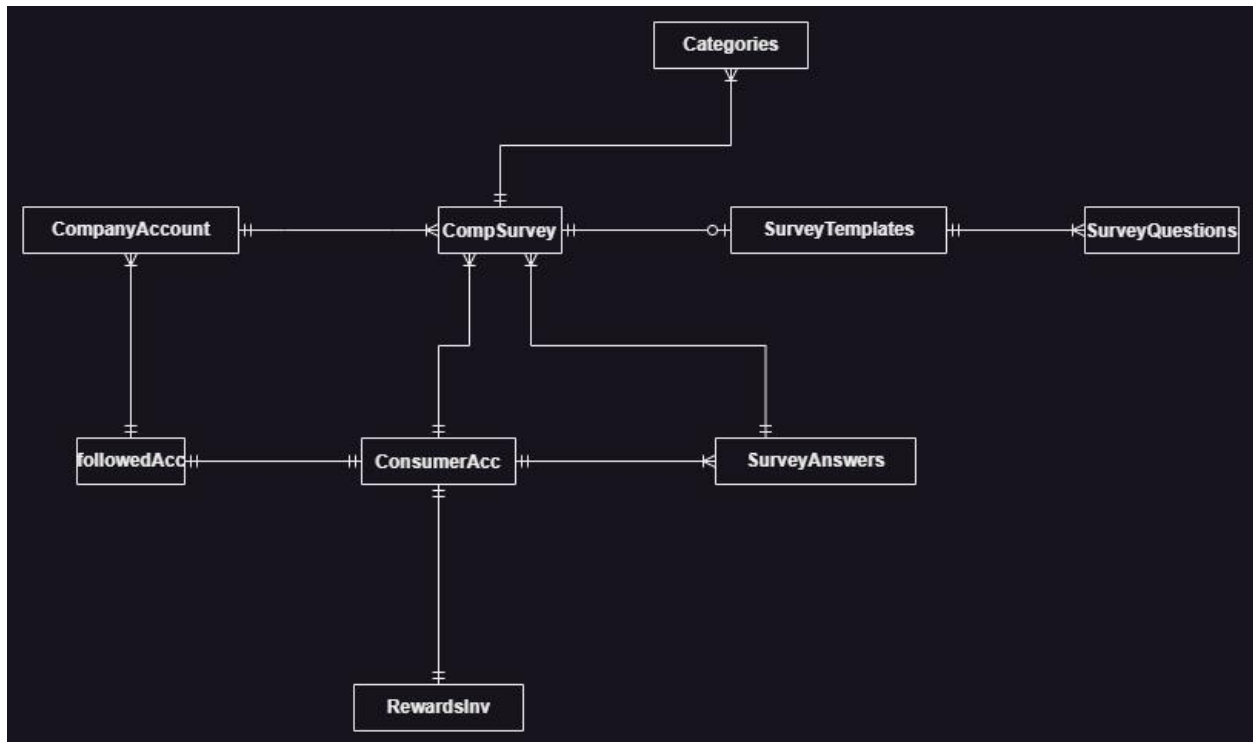 Categories
CompanyAccount
CompSurvey
SurveyTemplates
SurveyQuestions
followedAcc
ConsumerAcc
SurveyAnswers
RewardsInv